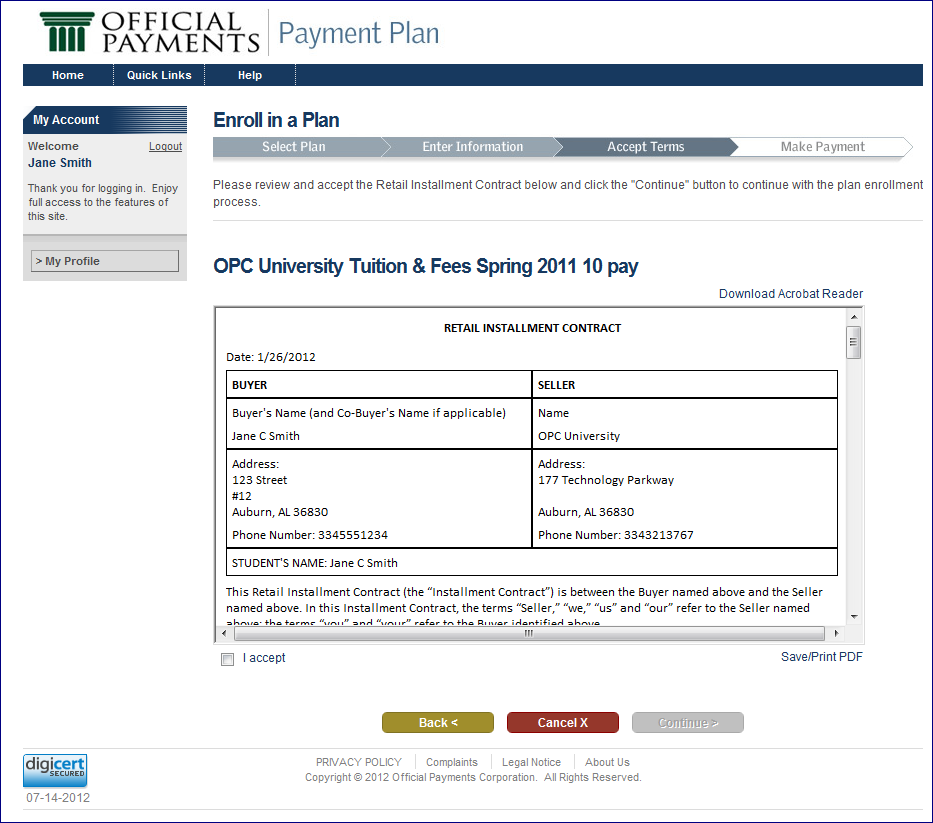 OFFICIAL
PAYMENTS
Payment Plan
Home Quick Links Help
My Account
Welcome Logout
Jane Smith
Thank you for logging in. Enjoy
full access to the features of
this site.
> My Profile
Enroll in a Plan
Select Plan Enter Information Accept Terms Make Payment
Please review and accept the Retail Installment Contract below and click the "Continue" button to continue with the plan enrollment
process.
OPC University Tuition & Fees Spring 2011 10 pay
Download Acrobat Reader
RETAIL INSTALLMENT CONTRACT
Date: 1/26/2012
BUYER SELLER
Buyer's Name (and Co-Buyer's Name if applicable) Name
Jane C Smith OPC University
Address: Address:
123 Street 177 Technology Parkway
#12
Auburn, AL 36830 Auburn, AL 36830
Phone Number: 3345551234 Phone Number: 3343213767
STUDENT'S NAME: Jane C Smith
This Retail Installment Contract (the “Installment Contract”) is between the Buyer named above and the Seller
named above. In this Installment Contract, the terms “Seller,” “we,” “us” and “our” refer to the Seller named
above; the terms “you” and “your” refer to the Buyer identified above.
I accept Save/Print PDF
Back < Cancel X Continue >
digicert
SECURED
07-14-2012
PRIVACY POLICY Complaints Legal Notice About Us
Copyright © 2012 Official Payments Corporation. All Rights Reserved.